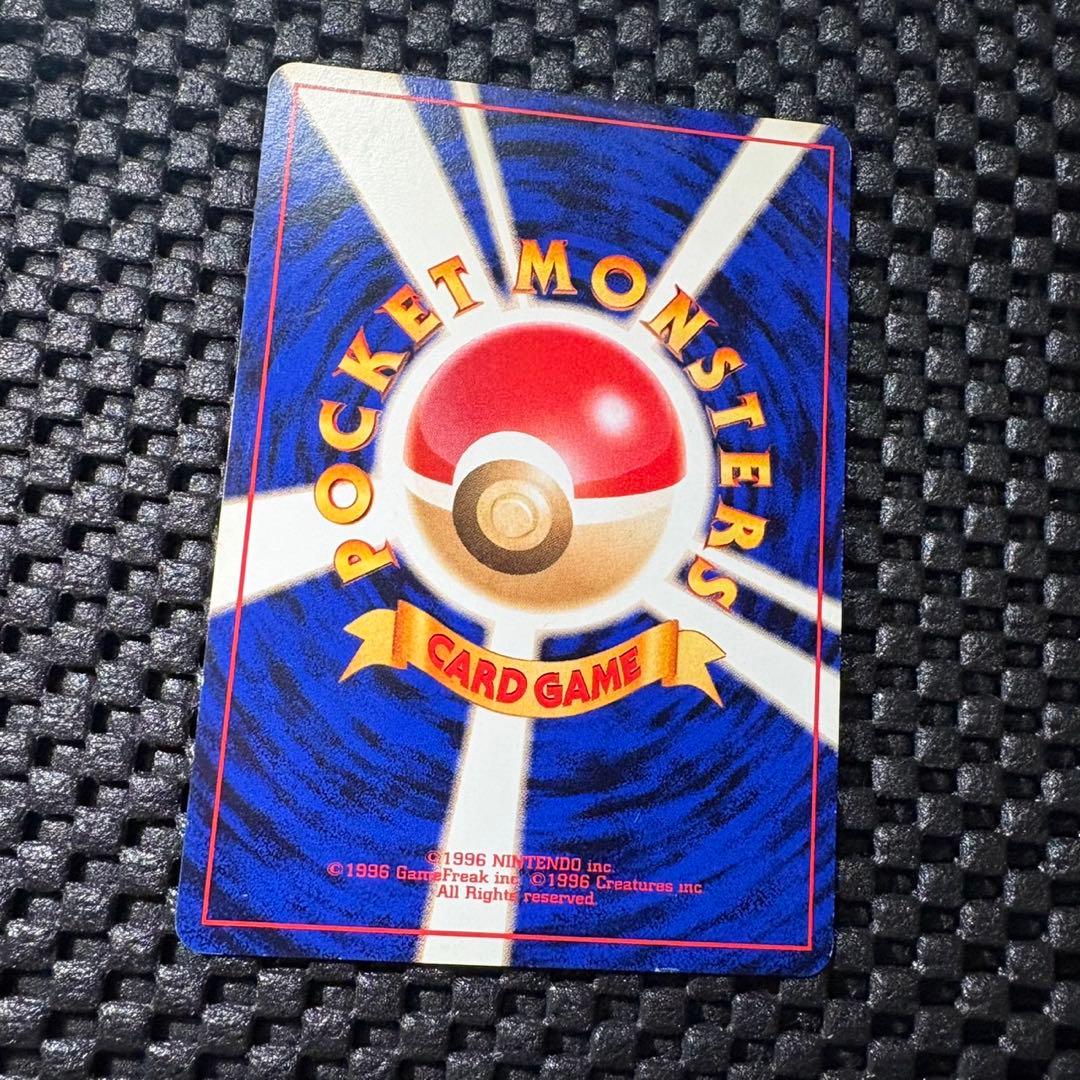 POCKET MONSTERS
CARD GAME
©1996 NINTENDO inc.
©1996 GameFreak inc. ©1996 Creatures inc.
All Rights reserved.